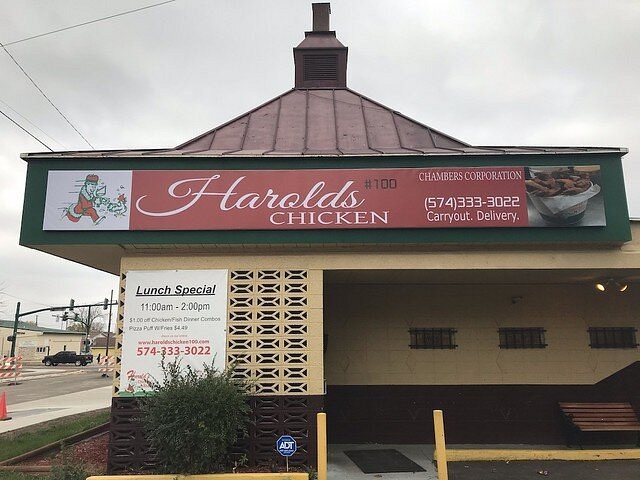 Harolds #100
CHICKEN
CHAMBERS CORPORATION
(574)333-3022
Carryout. Delivery.
Lunch Special
11:00am - 2:00pm
$1.00 off Chicken/Fish Dinner Combos
Pizza Puff W/Fries $4.49
www.haroldschicken100.com
574-333-3022
Harold's
ADT